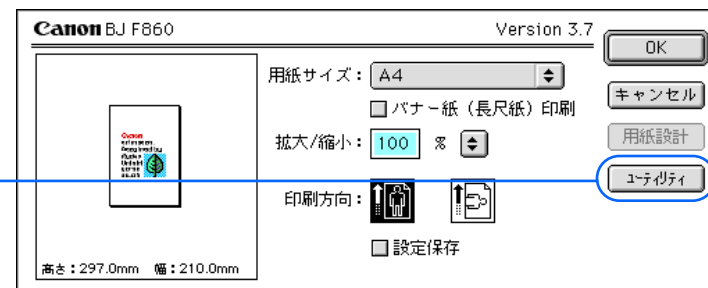 Canon BJ F860
Version 3.7
OK
用紙サイズ： A4
キャンセル
バナー紙（長尺紙）印刷
拡大/縮小： 100 %
用紙設計
ユーティリティ
印刷方向：
設定保存
高さ：297.0mm 幅：210.0mm
Canon